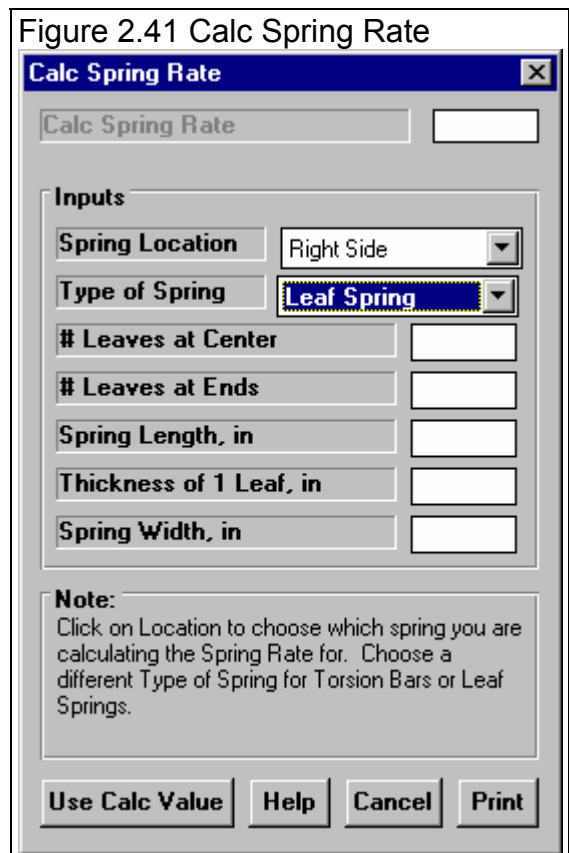 Figure 2.41 Calc Spring Rate
Calc Spring Rate
Calc Spring Rate
Inputs
Spring Location Right Side
Type of Spring Leaf Spring
# Leaves at Center
# Leaves at Ends
Spring Length, in
Thickness of 1 Leaf, in
Spring Width, in
Note:
Click on Location to choose which spring you are
calculating the Spring Rate for. Choose a
different Type of Spring for Torsion Bars or Leaf
Springs.
Use Calc Value Help Cancel Print